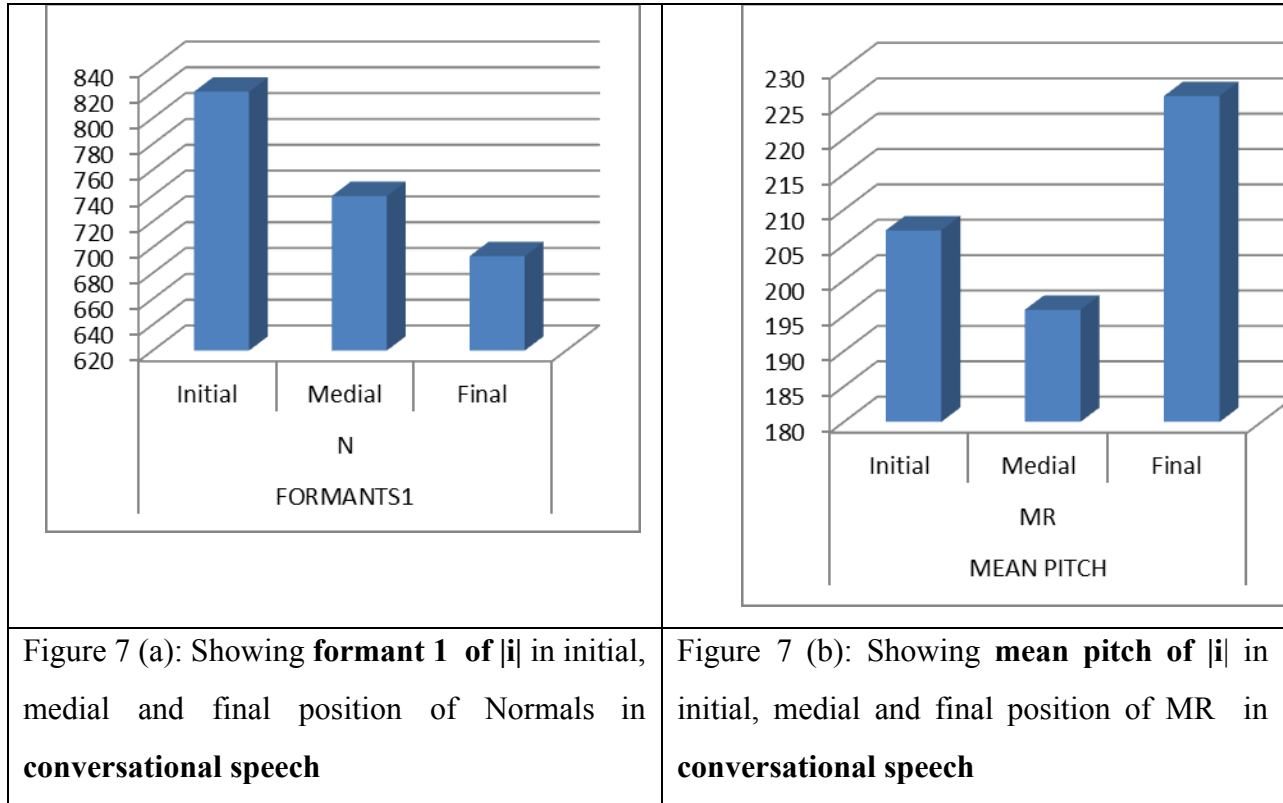 840
820
800
780
760
740
720
700
680
660
640
620
Initial Medial Final
N
FORMANTS1
230
225
220
215
210
205
200
195
190
185
180
Initial Medial Final
MR
MEAN PITCH
Figure 7 (a): Showing formant 1 of |i| in initial,
medial and final position of Normals in
conversational speech
Figure 7 (b): Showing mean pitch of |i| in
initial, medial and final position of MR in
conversational speech